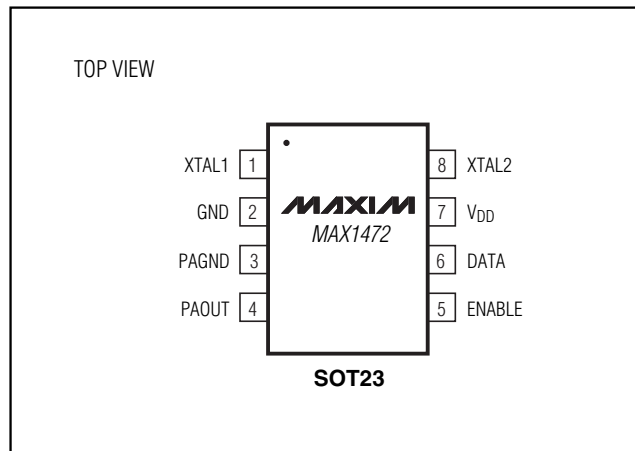 TOP VIEW
XTAL1 1
8 XTAL2
GND 2
MAXIM
7 VDD
MAX1472
PAGND 3
6 DATA
PAOUT 4
5 ENABLE
SOT23